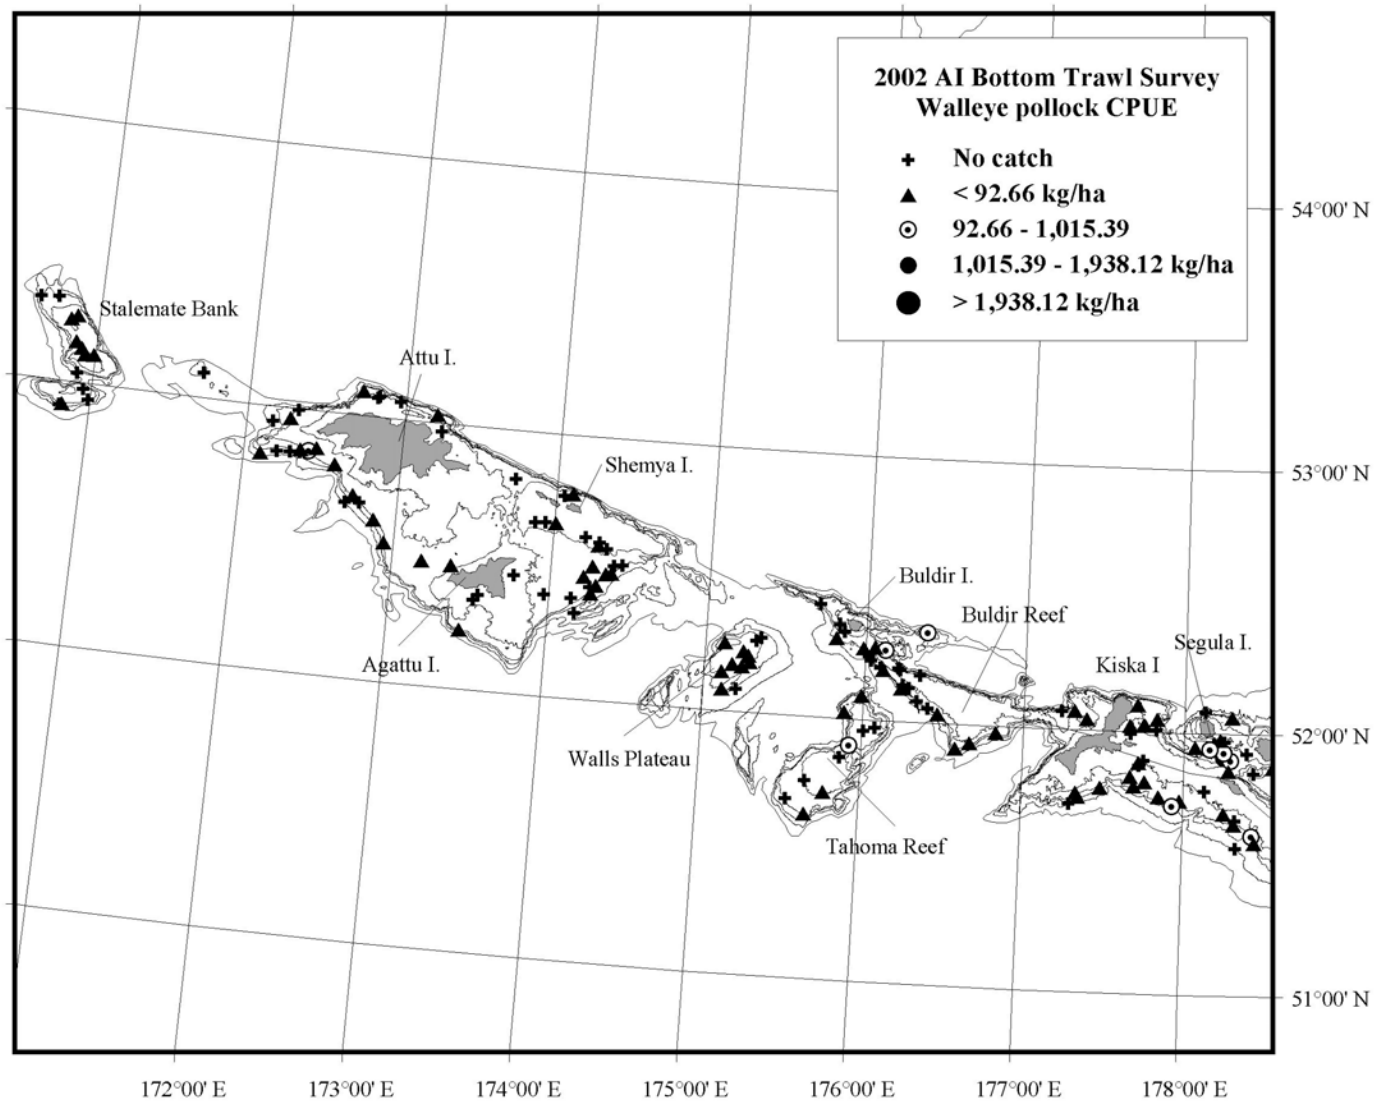 2002 AI Bottom Trawl Survey
Walleye pollock CPUE
No catch
< 92.66 kg/ha
92.66 - 1,015.39
1,015.39 - 1,938.12 kg/ha
> 1,938.12 kg/ha
54°00' N
Stalemate Bank
Attu I.
Shemya I.
53°00' N
Buldir I.
Buldir Reef
Segula I.
Agattu I.
Kiska I
52°00' N
Walls Plateau
Tahoma Reef
51°00' N
172°00' E
173°00' E
174°00' E
175°00' E
176°00' E
177°00' E
178°00' E